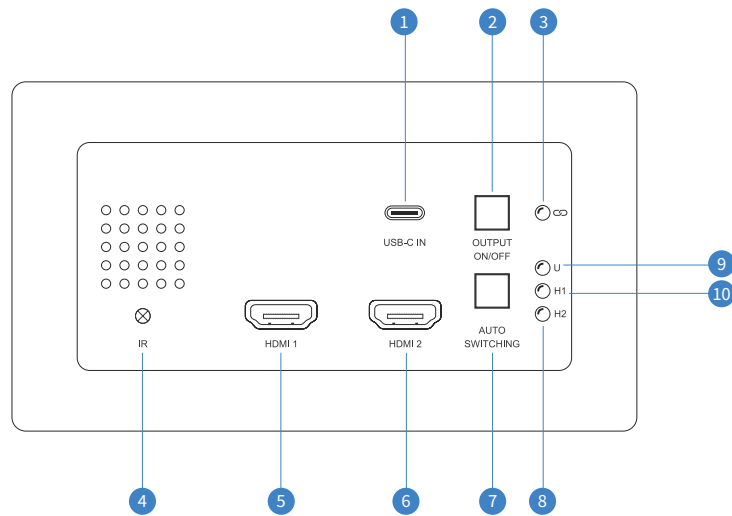 1
2
3
USB-C IN
OUTPUT
ON/OFF
U
9
H1
10
H2
IR
HDMI 1
HDMI 2
AUTO
SWITCHING
4
5
6
7
8